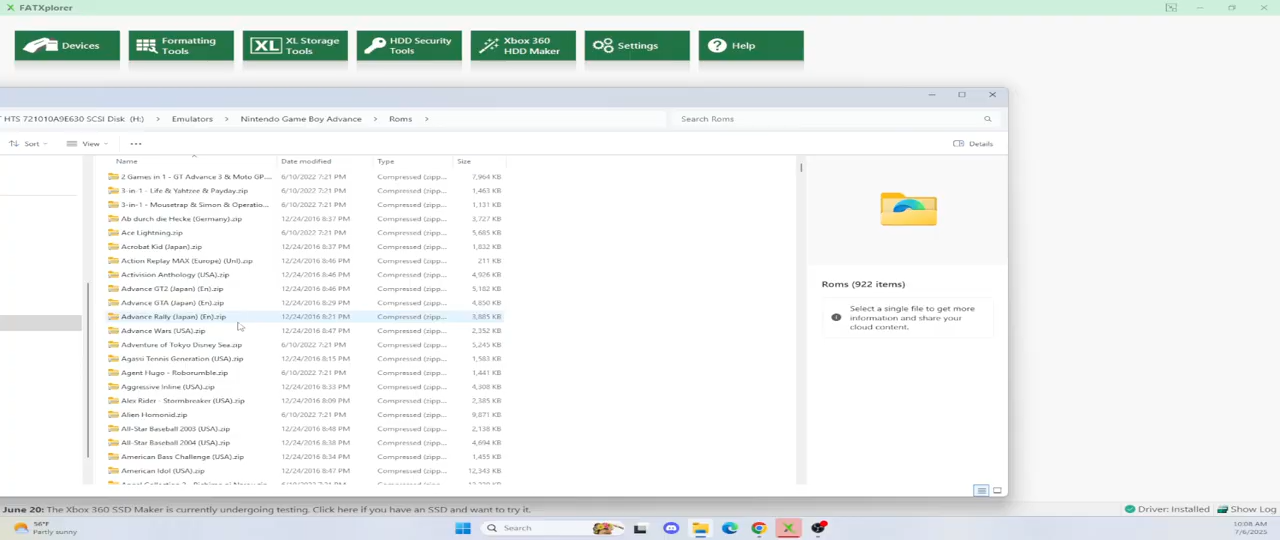 FATXplorer
Devices
Formatting Tools
XL
XL Storage Tools
HDD Security Tools
Xbox 360 HDD Maker
Settings
Help
HTS 721010A9E630 SCSI Disk (H:) > Emulators > Nintendo Game Boy Advance > Roms >
Search Roms
Sort
View
Details
Name Date modified Type Size
2 Games in 1 - GT Advance 3 & Moto GP... 6/10/2022 7:21 PM Compressed (zipp... 7,964 KB
3-in-1 - Life & Yahtzee & Payday.zip 6/10/2022 7:21 PM Compressed (zipp... 1,463 KB
3-in-1 - Mousetrap & Simon & Operatio... 6/10/2022 7:21 PM Compressed (zipp... 1,131 KB
Ab durch die Hecke (Germany).zip 12/24/2016 8:37 PM Compressed (zipp... 3,727 KB
Ace Lightning.zip 6/10/2022 7:21 PM Compressed (zipp... 5,685 KB
Acrobat Kid (Japan).zip 12/24/2016 8:37 PM Compressed (zipp... 1,832 KB
Action Replay MAX (Europe) (Unl).zip 12/24/2016 8:46 PM Compressed (zipp... 211 KB
Activision Anthology (USA).zip 12/24/2016 8:46 PM Compressed (zipp... 4,926 KB
Advance GT2 (Japan) (En).zip 12/24/2016 8:46 PM Compressed (zipp... 5,182 KB
Advance GTA (Japan) (En).zip 12/24/2016 8:29 PM Compressed (zipp... 4,850 KB
Advance Rally (Japan) (En).zip 12/24/2016 8:21 PM Compressed (zipp... 3,885 KB
Advance Wars (USA).zip 12/24/2016 8:47 PM Compressed (zipp... 2,352 KB
Adventure of Tokyo Disney Sea.zip 6/10/2022 7:21 PM Compressed (zipp... 5,245 KB
Agassi Tennis Generation (USA).zip 12/24/2016 8:15 PM Compressed (zipp... 1,583 KB
Agent Hugo - Roborumble.zip 6/10/2022 7:21 PM Compressed (zipp... 1,441 KB
Aggressive Inline (USA).zip 12/24/2016 8:33 PM Compressed (zipp... 4,308 KB
Alex Rider - Stormbreaker (USA).zip 12/24/2016 8:09 PM Compressed (zipp... 2,385 KB
Alien Homonid.zip 6/10/2022 7:21 PM Compressed (zipp... 9,871 KB
All-Star Baseball 2003 (USA).zip 12/24/2016 8:48 PM Compressed (zipp... 2,138 KB
All-Star Baseball 2004 (USA).zip 12/24/2016 8:48 PM Compressed (zipp... 4,694 KB
American Bass Challenge (USA).zip 12/24/2016 8:34 PM Compressed (zipp... 1,455 KB
American Idol (USA).zip 12/24/2016 8:47 PM Compressed (zipp... 12,343 KB
Roms (922 items)
Select a single file to get more
information and share your
cloud content.
June 20: The Xbox 360 SSD Maker is currently undergoing testing. Click here if you have an SSD and want to try it.
Driver: Installed
Show Log
56°F
Partly sunny
Search
10:08 AM
7/6/2025